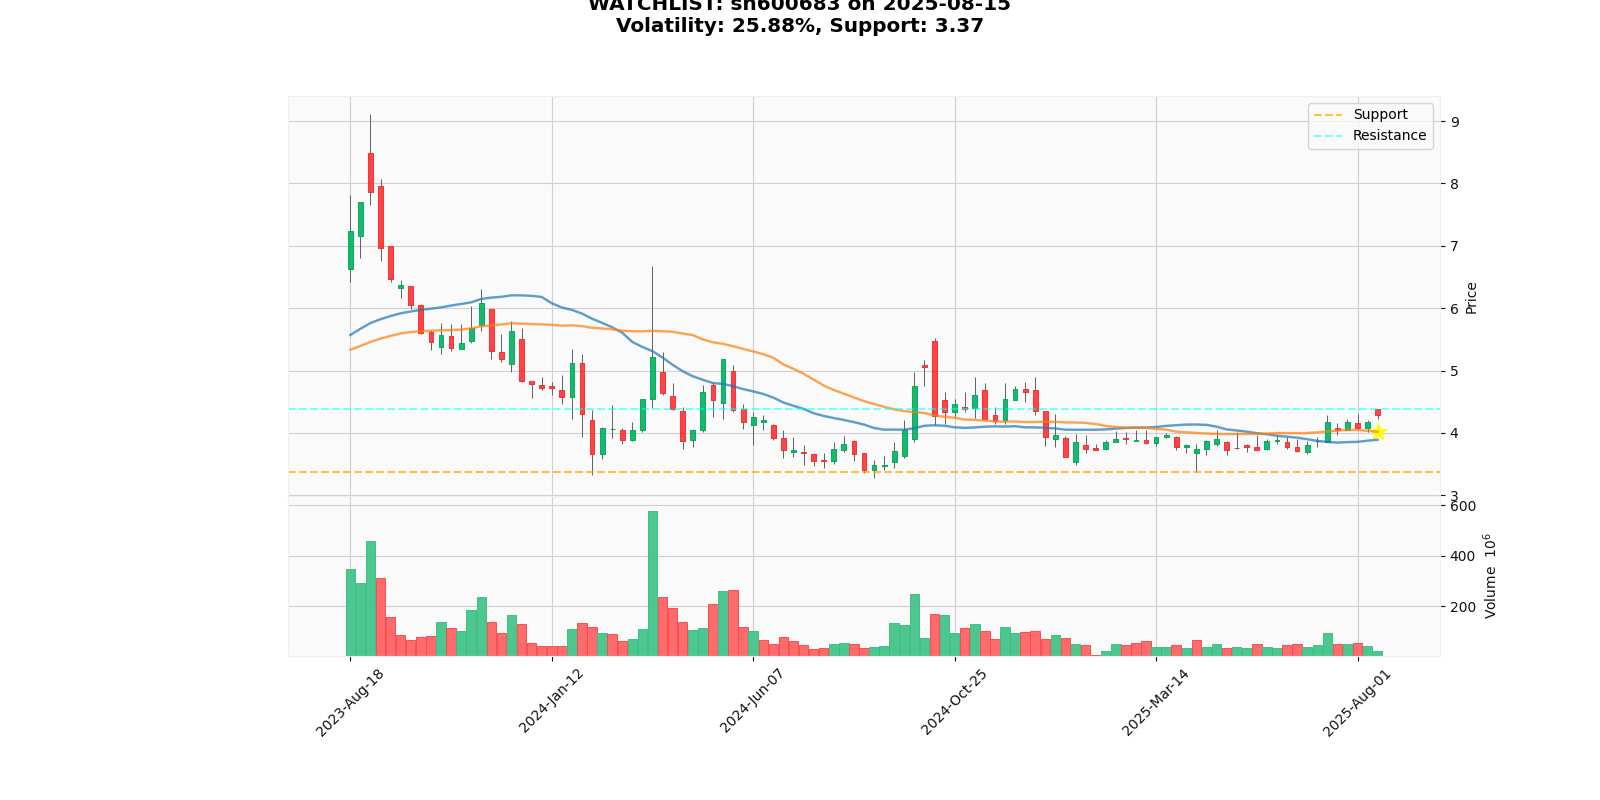 WATCHLIST: sh600683 on 2025-08-15
Volatility: 25.88%, Support: 3.37
Support
Resistance
9
8
7
6
5
4
3
Price
600
400
200
Volume 10⁶
2023-Aug-18
2024-Jan-12
2024-Jun-07
2024-Oct-25
2025-Mar-14
2025-Aug-01